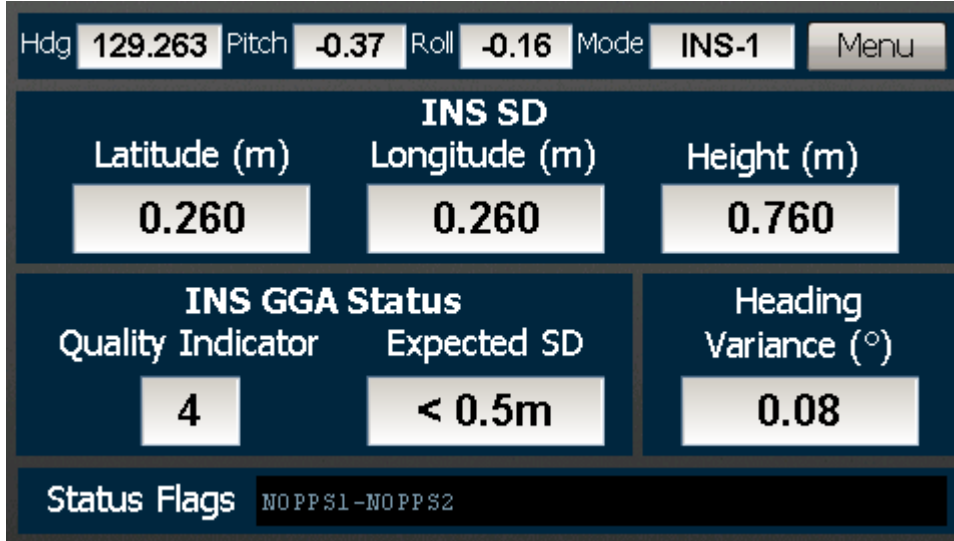 Hdg 129.263 Pitch -0.37 Roll -0.16 Mode INS-1 Menu
INS SD
Latitude (m) Longitude (m) Height (m)
0.260 0.260 0.760
INS GGA Status
Quality Indicator Expected SD
4 < 0.5m
Heading
Variance (°)
0.08
Status Flags NOPPS1-NOPPS2